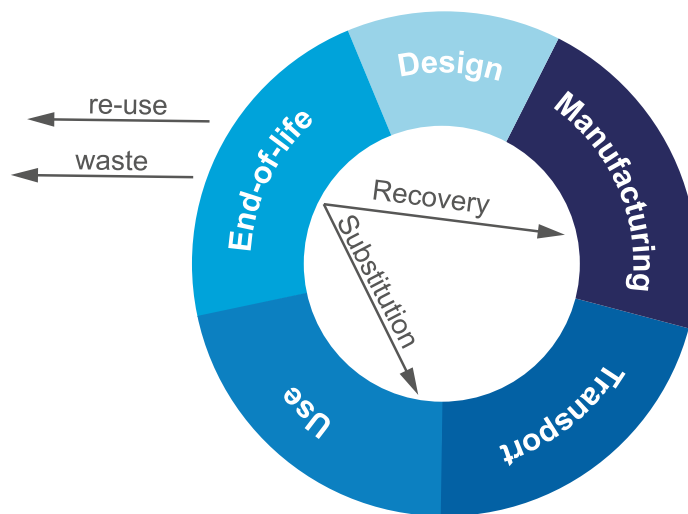 Design
Manufacturing
re-use
End-of-life
waste
Recovery
Substitution
Use
Transport